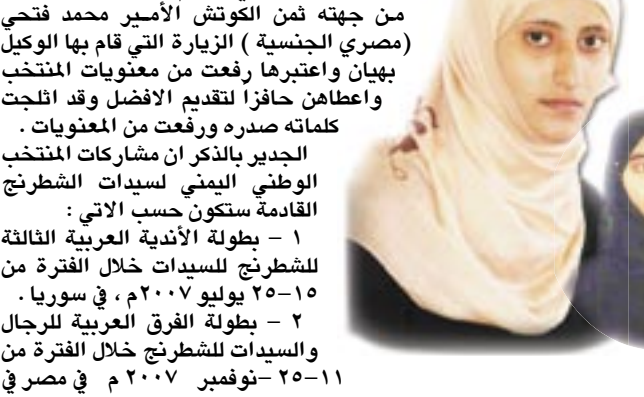 من جهته ثمن الكوتش الأمير محمد فتحي
(مصري الجنسية ) الزيارة التي قام بها الوكيل
بهيان واعتبرها رفعت من معنويات المنتخب
واعطاهن حافزا لتقديم الافضل وقد اثلجت
كلماته صدره ورفعت من المعنويات .
الجدير بالذكر ان مشاركات المنتخب
الوطني اليمني لسيدات الشطرنج
القادمة ستكون حسب الاتي :
١ – بطولة الأندية العربية الثالثة
للشطرنج للسيدات خلال الفترة من
١٥–٢٥ يوليو ٢٠٠٧م ، في سوريا .
٢ – بطولة الفرق العربية للرجال
والسيدات للشطرنج خلال الفترة من
١١–٢٥ –نوفمبر ٢٠٠٧ م في مصر في